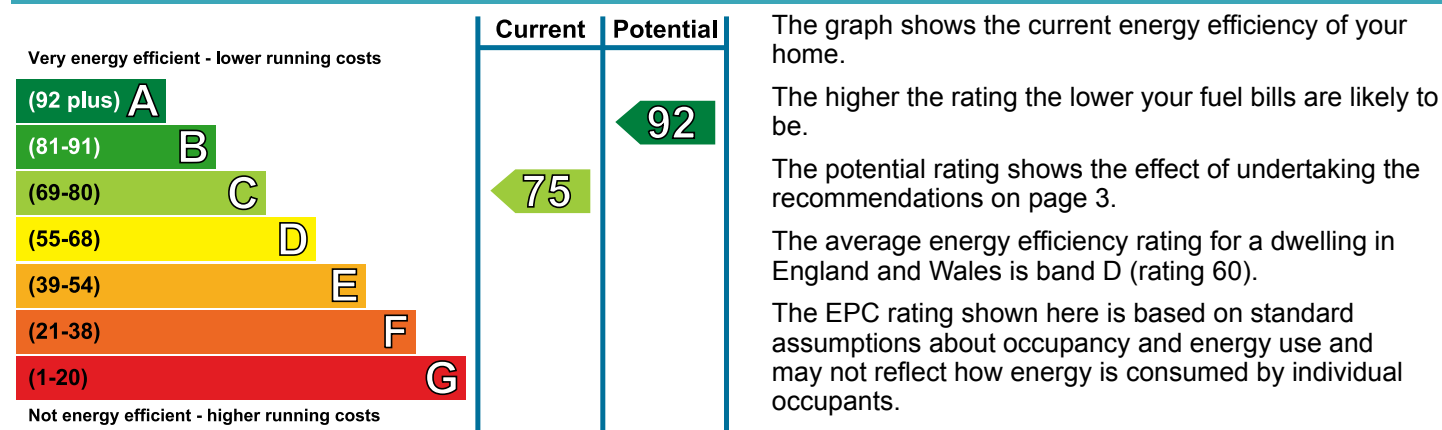 Current Potential
Very energy efficient - lower running costs
(92 plus) A
92
(81-91) B
(69-80) C
75
(55-68) D
(39-54) E
(21-38) F
(1-20) G
Not energy efficient - higher running costs
The graph shows the current energy efficiency of your
home.
The higher the rating the lower your fuel bills are likely to
be.
The potential rating shows the effect of undertaking the
recommendations on page 3.
The average energy efficiency rating for a dwelling in
England and Wales is band D (rating 60).
The EPC rating shown here is based on standard
assumptions about occupancy and energy use and
may not reflect how energy is consumed by individual
occupants.